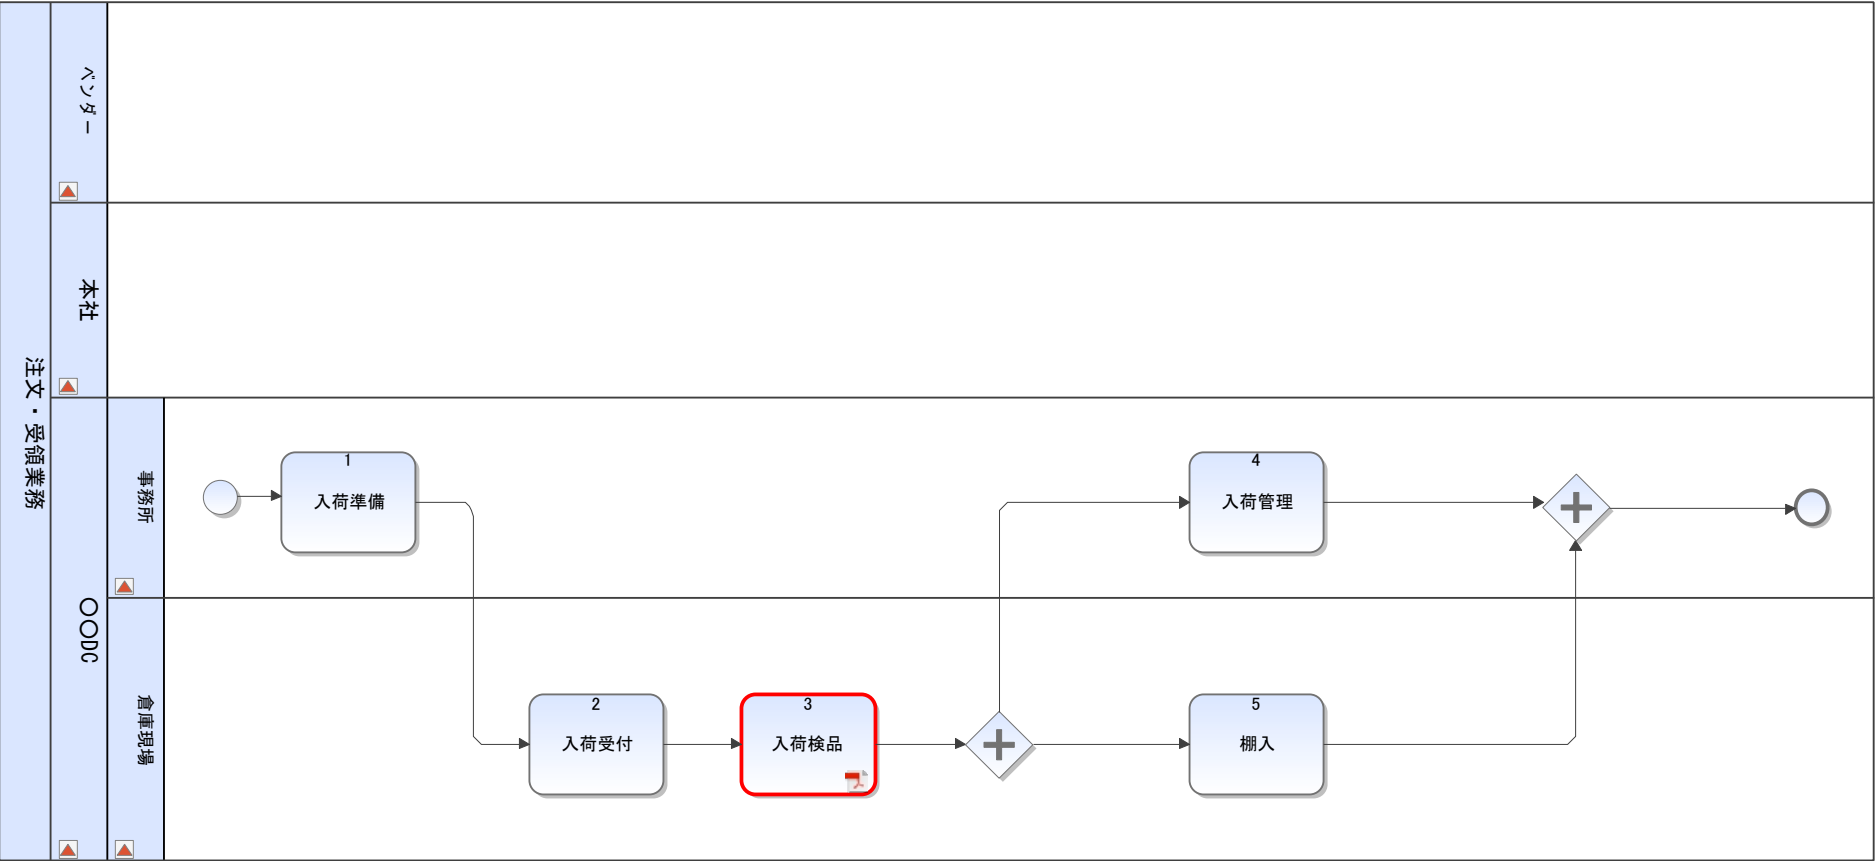 注文・受領業務
ベンダー
本社
〇〇DC
事務所
倉庫現場
1
入荷準備
2
入荷受付
3
入荷検品
4
入荷管理
5
棚入